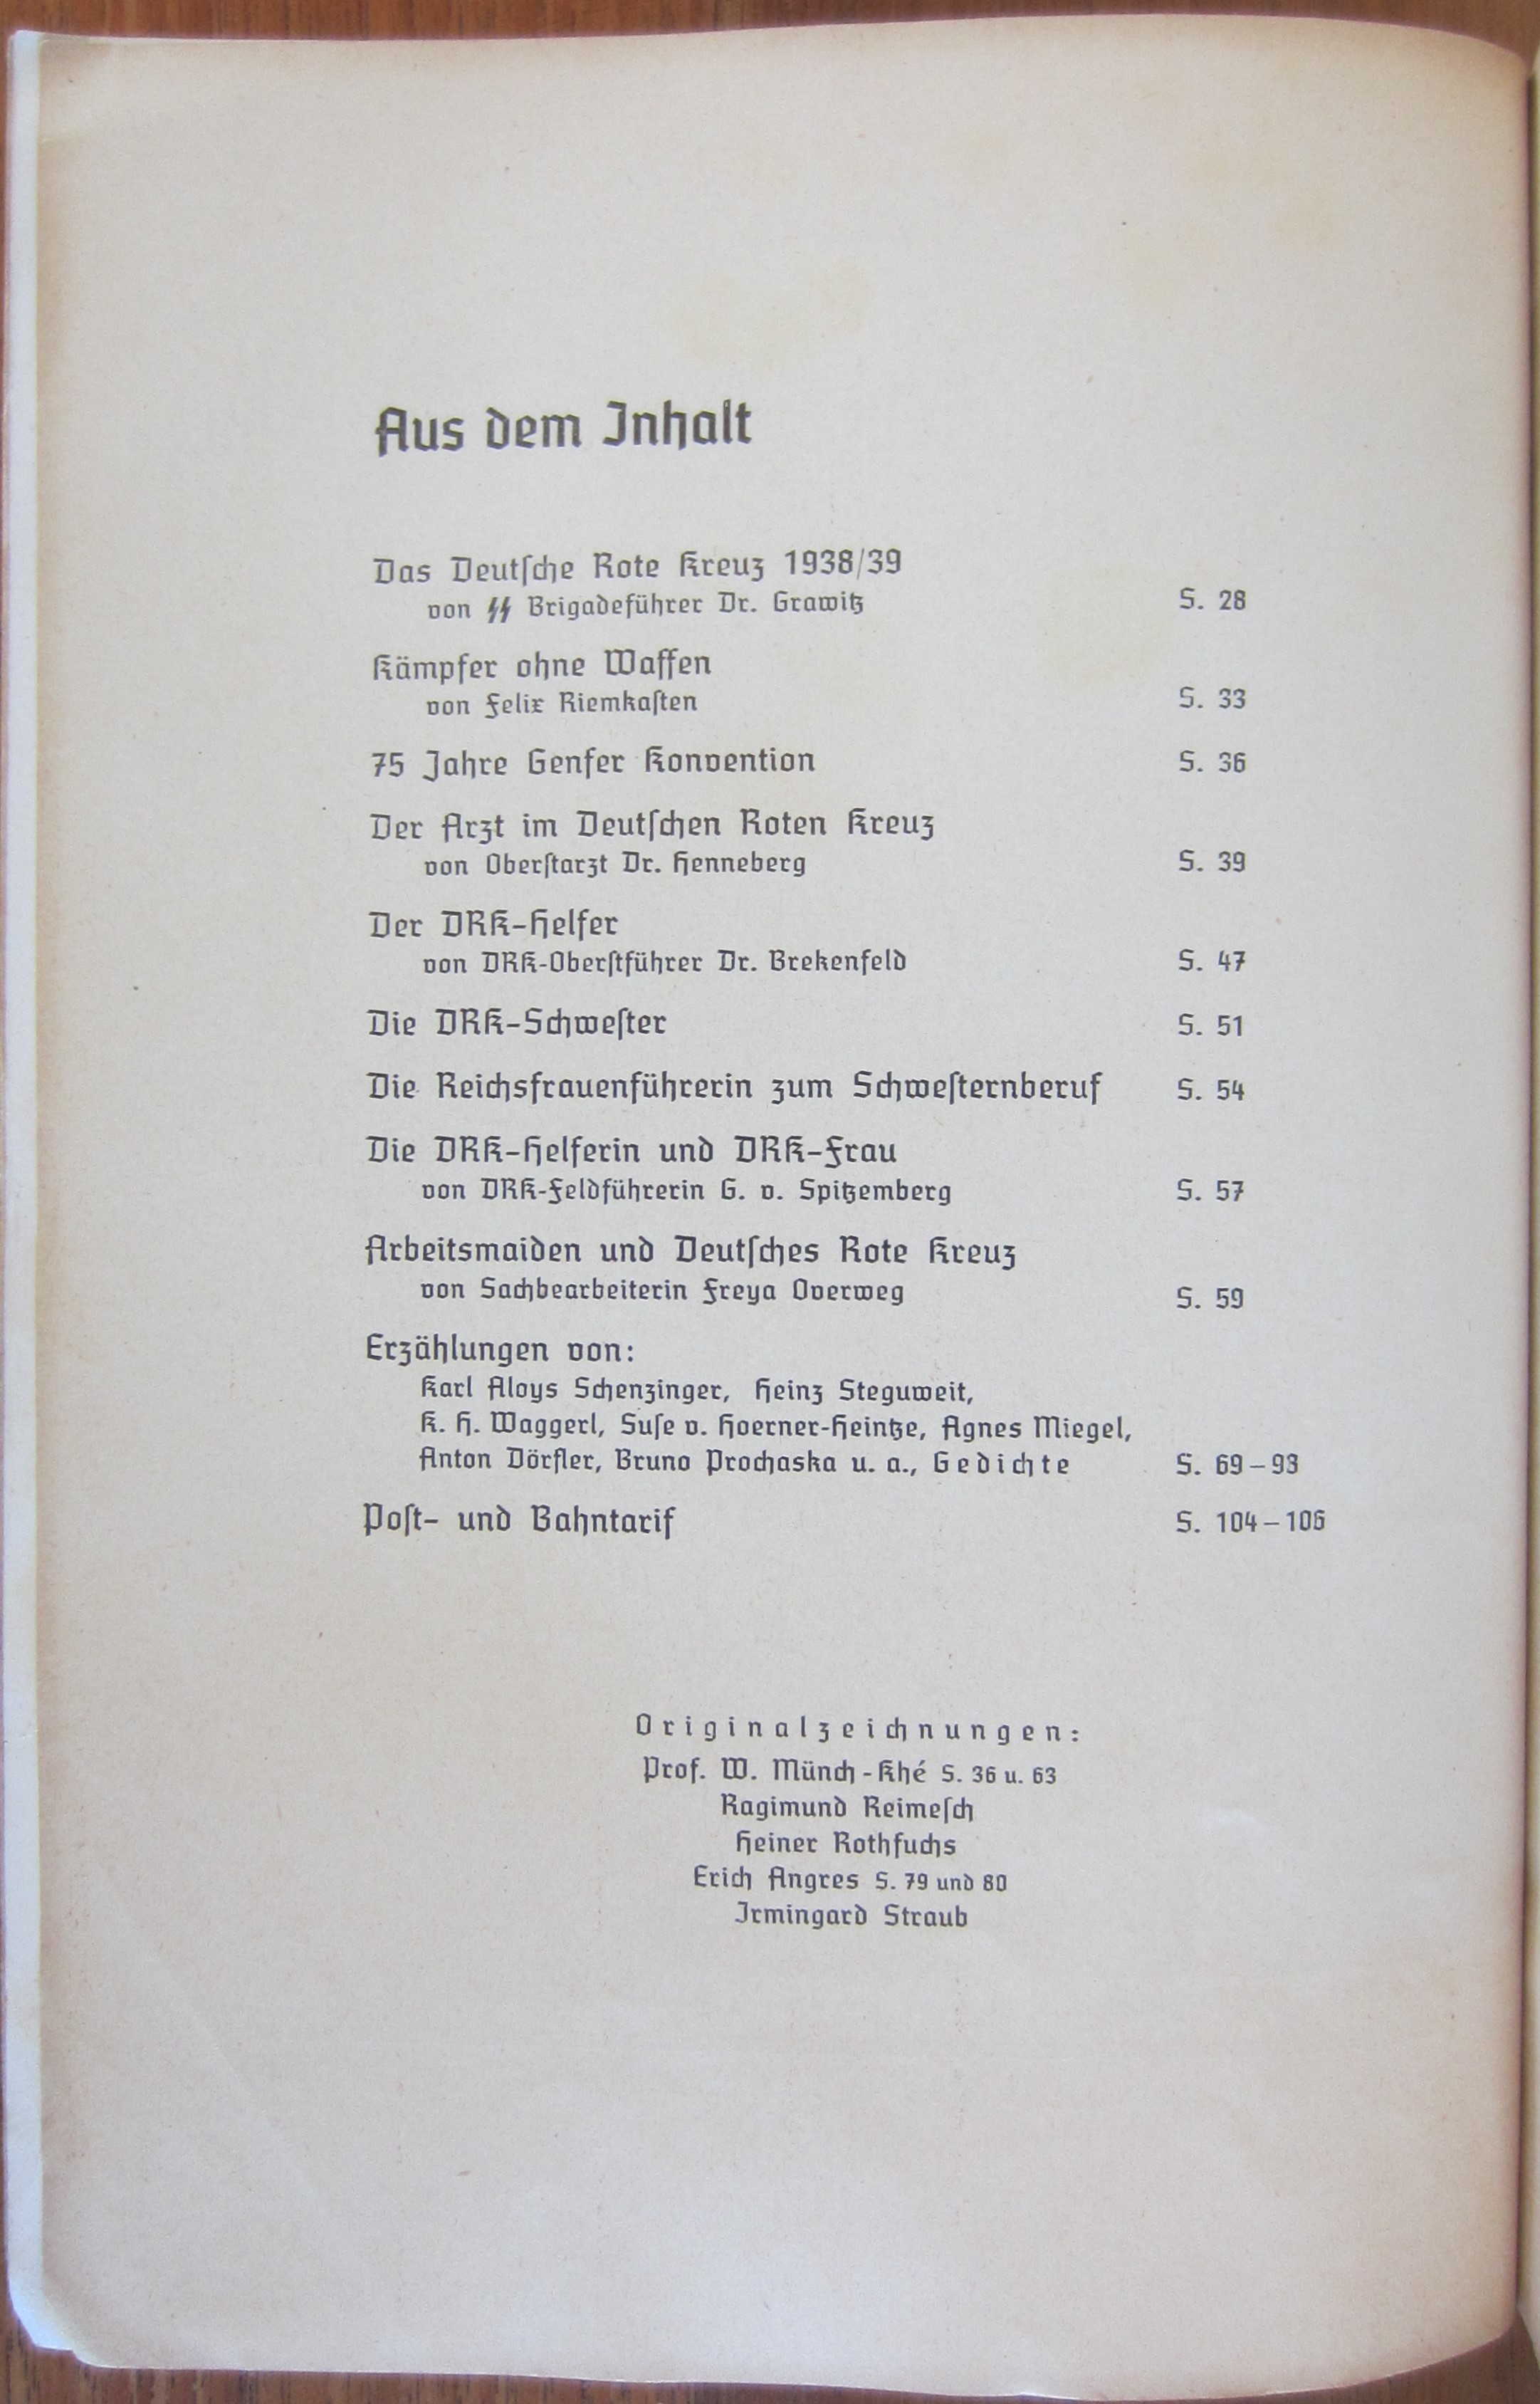 Aus dem Inhalt
Das Deutsche Rote Kreuz 1938/39
von SS Brigadeführer Dr. Grawitz S. 28
Kämpfer ohne Waffen
von Felix Riemkasten S. 33
75 Jahre Genfer Konvention S. 36
Der Arzt im Deutschen Roten Kreuz
von Oberstarzt Dr. Henneberg S. 39
Der DRK-Helfer
von DRK-Oberstführer Dr. Brekenfeld S. 47
Die DRK-Schwester S. 51
Die Reichsfrauenführerin zum Schwesternberuf S. 54
Die DRK-Helferin und DRK-Frau
von DRK-Feldführerin G. v. Spitzemberg S. 57
Arbeitsmaiden und Deutsches Rote Kreuz
von Sachbearbeiterin Freya Overweg S. 59
Erzählungen von:
Karl Aloys Schenzinger, Heinz Steguweit,
K. H. Waggerl, Suse v. Hoerner-Heintze, Agnes Miegel,
Anton Dörfler, Bruno Prochaska u. a., Gedichte S. 69–93
Post- und Bahntarif S. 104–106
Originalzeichnungen:
Prof. W. Münch-Khé S. 36 u. 63
Ragimund Reimesch
Heiner Rothfuchs
Erich Angres S. 79 und 80
Irmingard Straub